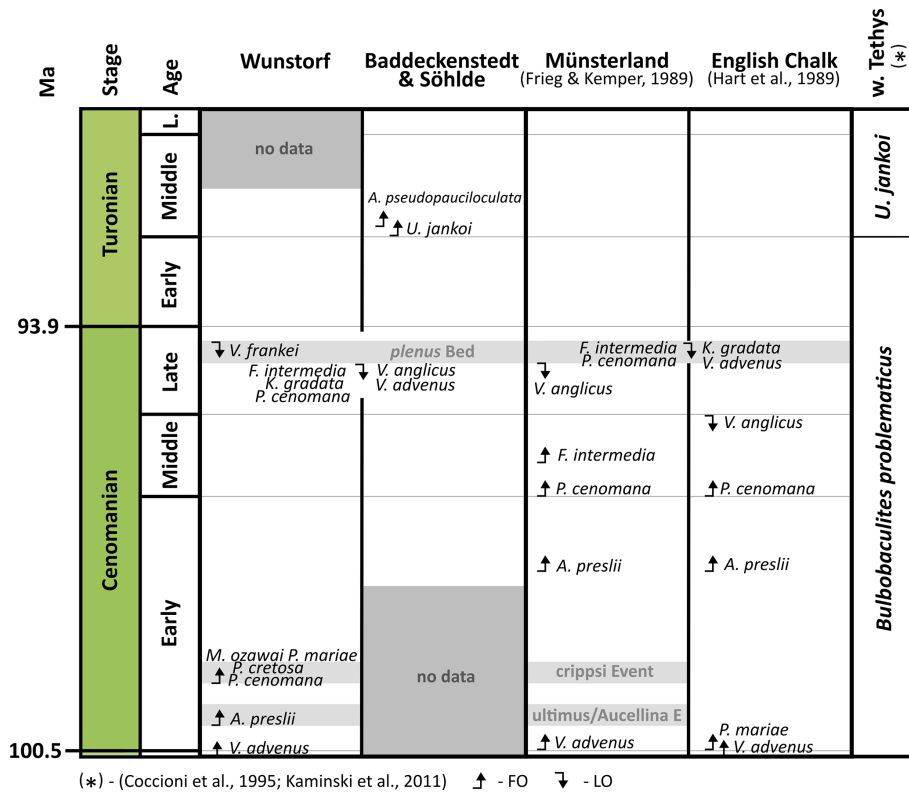 Ma
Stage
Age
Wunstorf
Baddeckenstedt
& Söhlde
Münsterland
(Frieg & Kemper, 1989)
English Chalk
(Hart et al., 1989)
w. Tethys
(*)
Turonian
L.
Middle
Early
no data
A. pseudopauciloculata
U. jankoi
U. jankoi
93.9
Cenomanian
Late
Middle
Early
V. frankei
plenus Bed
F. intermedia
P. cenomana
K. gradata
V. advenus
F. intermedia
K. gradata
P. cenomana
V. anglicus
V. advenus
V. anglicus
V. anglicus
F. intermedia
P. cenomana
P. cenomana
A. preslii
A. preslii
Bulbobaculites problematicus
M. ozawai P. mariae
P. cretosa
P. cenomana
no data
crippsi Event
A. preslii
ultimus/Aucellina E
P. mariae
V. advenus
V. advenus
V. advenus
100.5
(*) - (Coccioni et al., 1995; Kaminski et al., 2011) - FO - LO